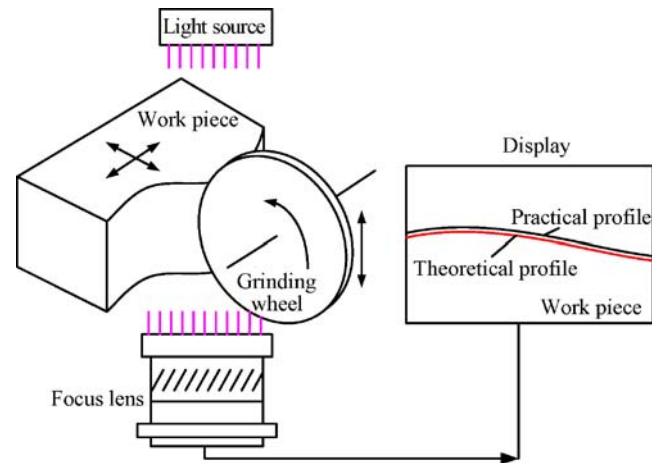 Light source
Work piece
Display
Practical profile
Theoretical profile
Grinding
wheel
Work piece
Focus lens